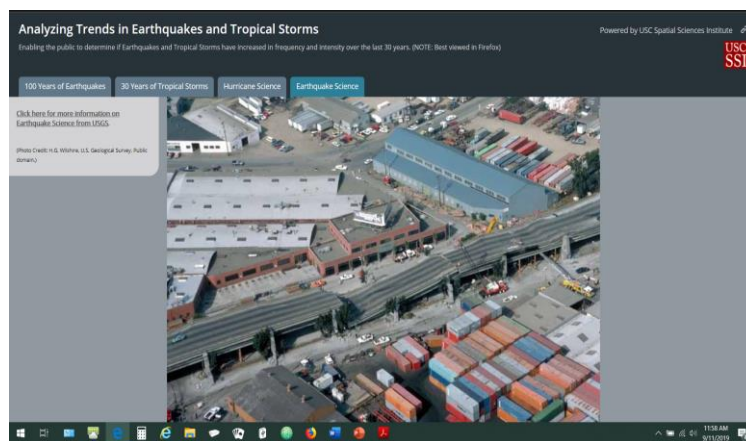 Analyzing Trends in Earthquakes and Tropical Storms
Powered by USC Spatial Sciences Institute
Enabling the public to determine if Earthquakes and Tropical Storms have increased in frequency and intensity over the last 30 years. (NOTE: Best viewed in Firefox)
USC
SSI
100 Years of Earthquakes
30 Years of Tropical Storms
Hurricane Science
Earthquake Science
Click here for more information on
Earthquake Science from USGS.
(Photo Credit: H.G. Wilshire, U.S. Geological Survey. Public
domain.)
11:58 AM
9/11/2019